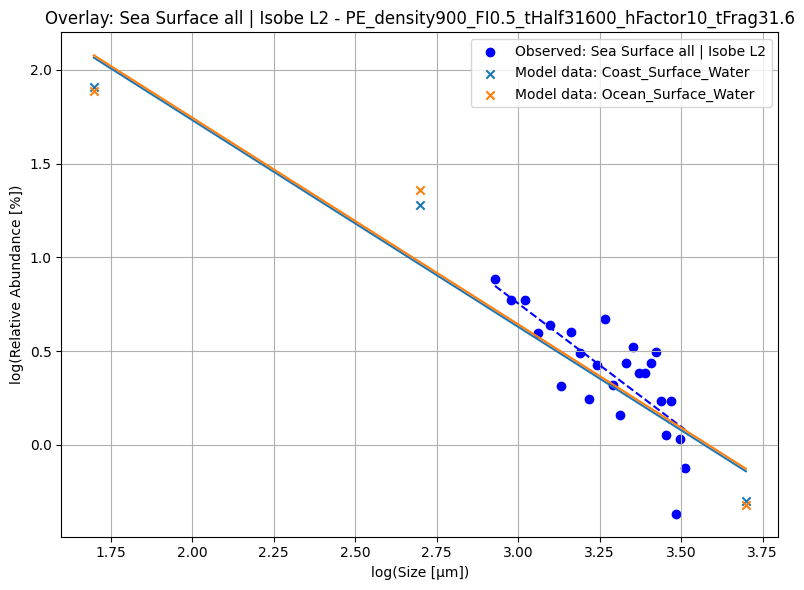 Overlay: Sea Surface all | Isobe L2 - PE_density900_FI0.5_tHalf31600_hFactor10_tFrag31.6
Observed: Sea Surface all | Isobe L2
Model data: Coast_Surface_Water
Model data: Ocean_Surface_Water
log(Relative Abundance [%])
2.0
1.5
1.0
0.5
0.0
1.75 2.00 2.25 2.50 2.75 3.00 3.25 3.50 3.75
log(Size [µm])